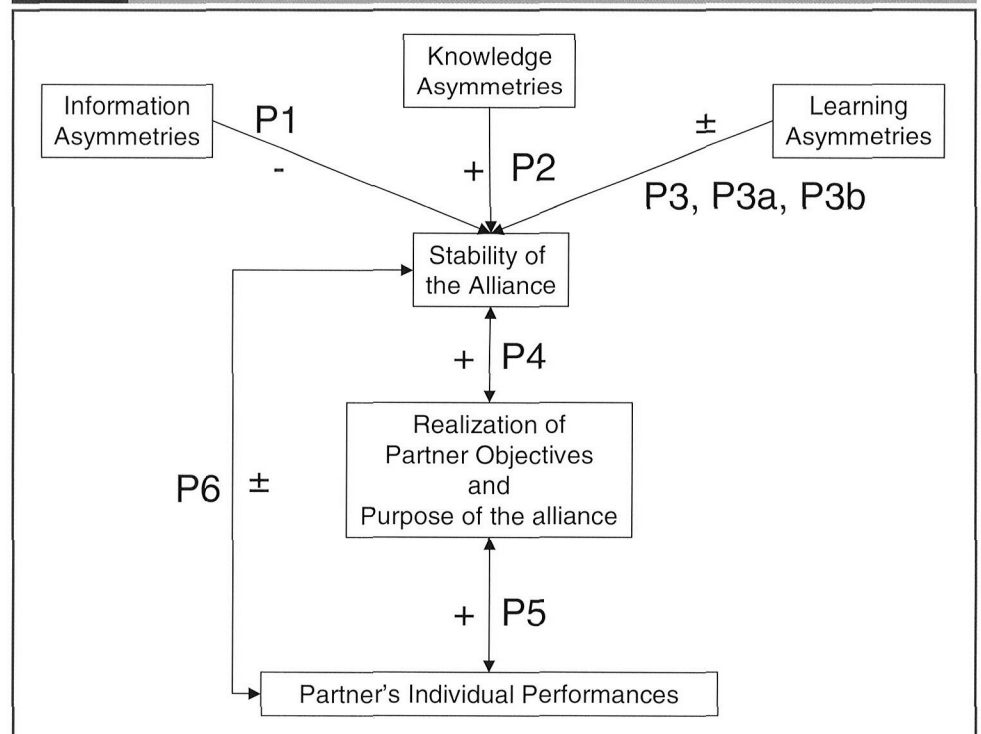 Knowledge
Asymmetries
Information
Asymmetries
Learning
Asymmetries
P1
-
+ P2
±
P3, P3a, P3b
Stability of
the Alliance
+ P4
Realization of
Partner Objectives
and
Purpose of the alliance
P6 ±
+ P5
Partner's Individual Performances